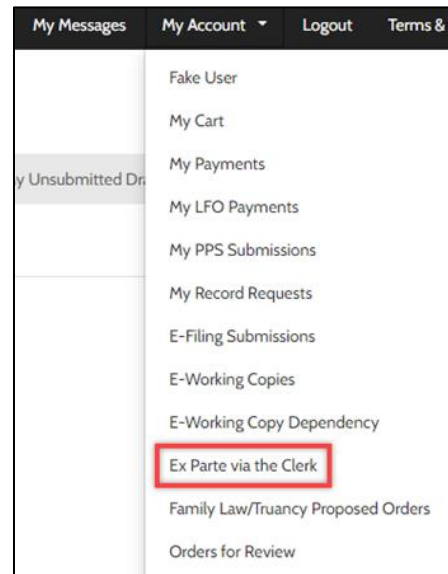 My Messages My Account Logout Terms &
Fake User
My Cart
My Payments
y Unsubmitted Dra
My LFO Payments
My PPS Submissions
My Record Requests
E-Filing Submissions
E-Working Copies
E-Working Copy Dependency
Ex Parte via the Clerk
Family Law/Truancy Proposed Orders
Orders for Review